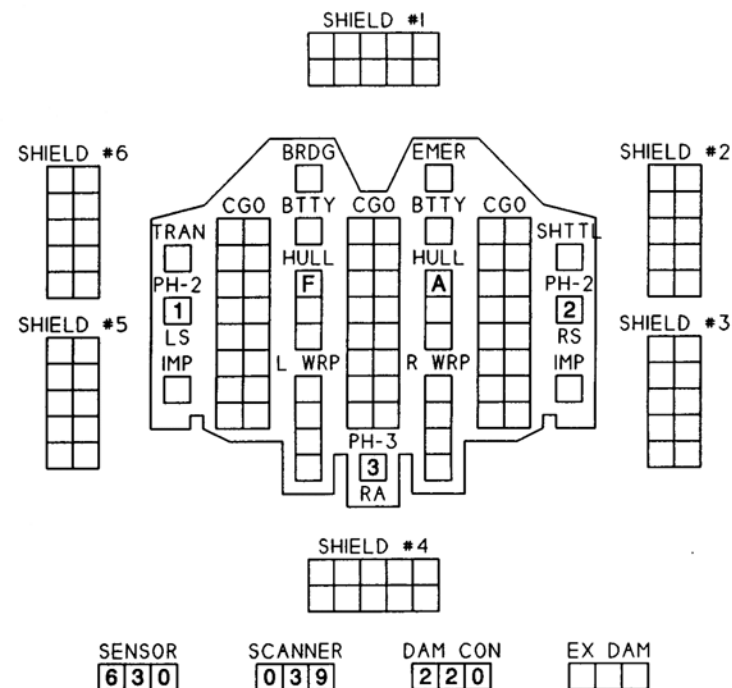 SHIELD #1
SHIELD #6
BRDG EMER
SHIELD #2
CGO BTTY CGO BTTY CGO
TRAN
SHTTL
HULL HULL
PH-2 F A PH-2
1 2
SHIELD #5
LS
RS
SHIELD #3
IMP L WRP R WRP IMP
PH-3
3
RA
SHIELD #4
SENSOR SCANNER DAM CON EX DAM
6 3 0 0 3 9 2 2 0